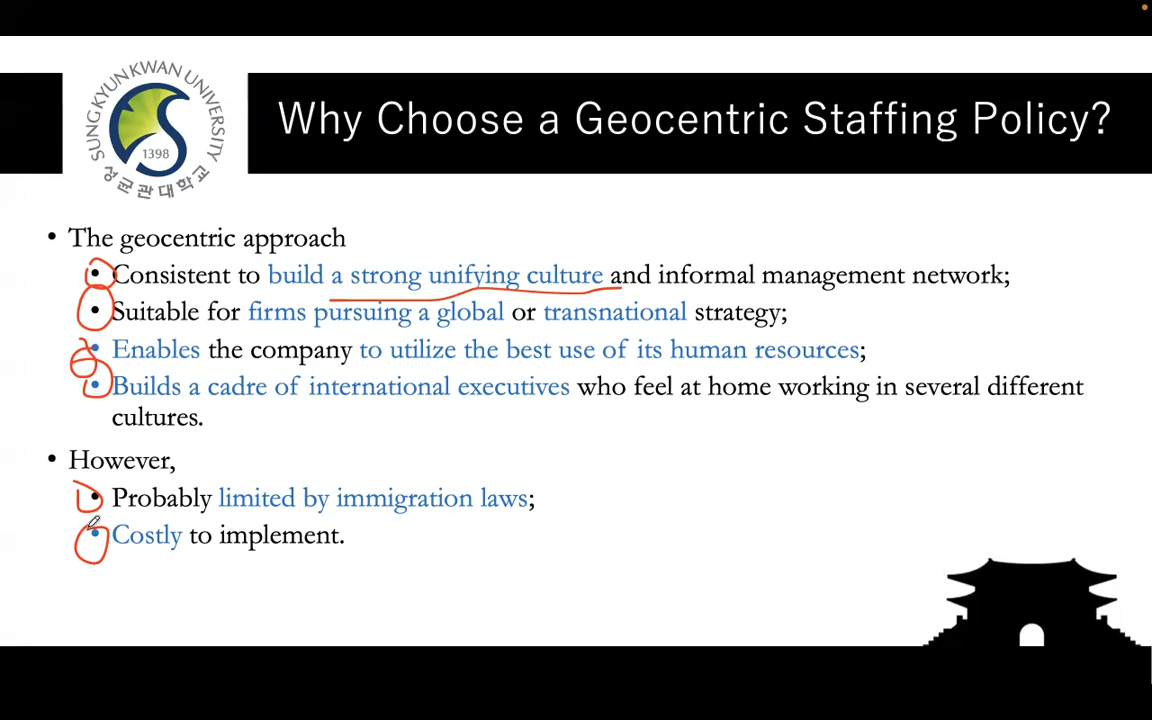 SUNGKYUNKWAN UNIVERSITY
1398
성균관대학교
Why Choose a Geocentric Staffing Policy?
• The geocentric approach
• Consistent to build a strong unifying culture and informal management network;
• Suitable for firms pursuing a global or transnational strategy;
• Enables the company to utilize the best use of its human resources;
• Builds a cadre of international executives who feel at home working in several different
cultures.
• However,
• Probably limited by immigration laws;
• Costly to implement.